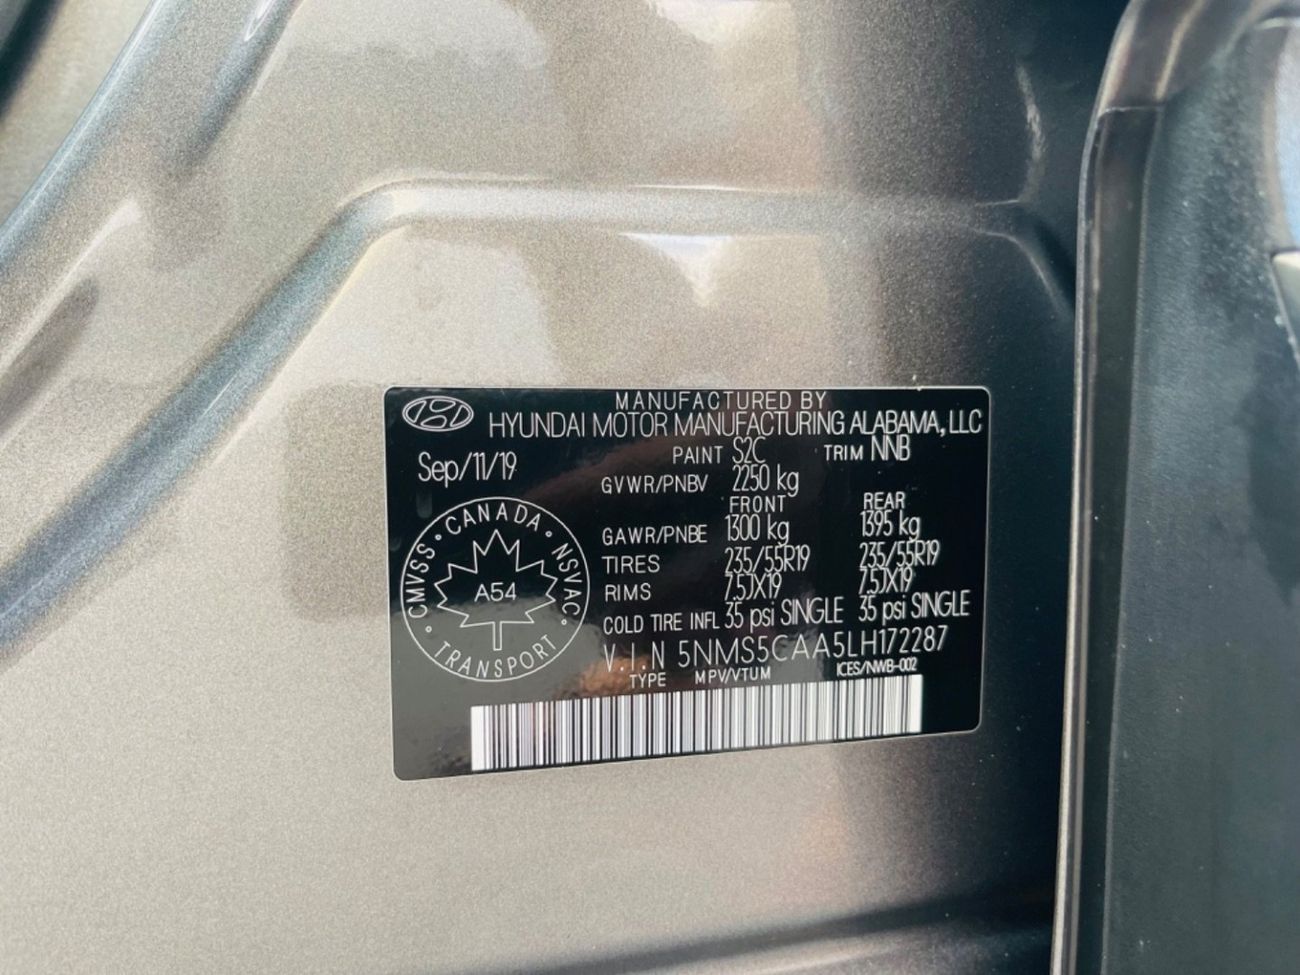 MANUFACTURED BY
HYUNDAI MOTOR MANUFACTURING ALABAMA, LLC
PAINT S2C TRIM NNB
Sep/11/19
GVWR/PNBV 2250 kg
FRONT REAR
GAWR/PNBE 1300 kg 1395 kg
TIRES 235/55R19 235/55R19
RIMS 7.5JX19 7.5JX19
COLD TIRE INFL 35 psi SINGLE 35 psi SINGLE
V.I.N 5NMS5CAA5LH172287
TYPE MPV/VTUM ICES/NWB-002
CMVSS • CANADA • NSVAC • TRANSPORT •
A54